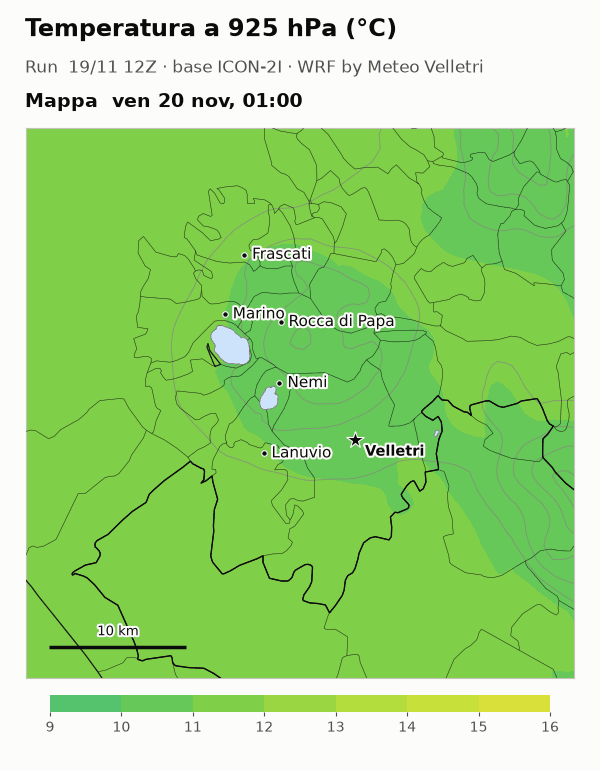 Temperatura a 925 hPa (°C)
Run 19/11 12Z · base ICON-2I · WRF by Meteo Velletri
Mappa ven 20 nov, 01:00
Frascati
Marino
Rocca di Papa
Nemi
Velletri
Lanuvio
10 km
9 10 11 12 13 14 15 16